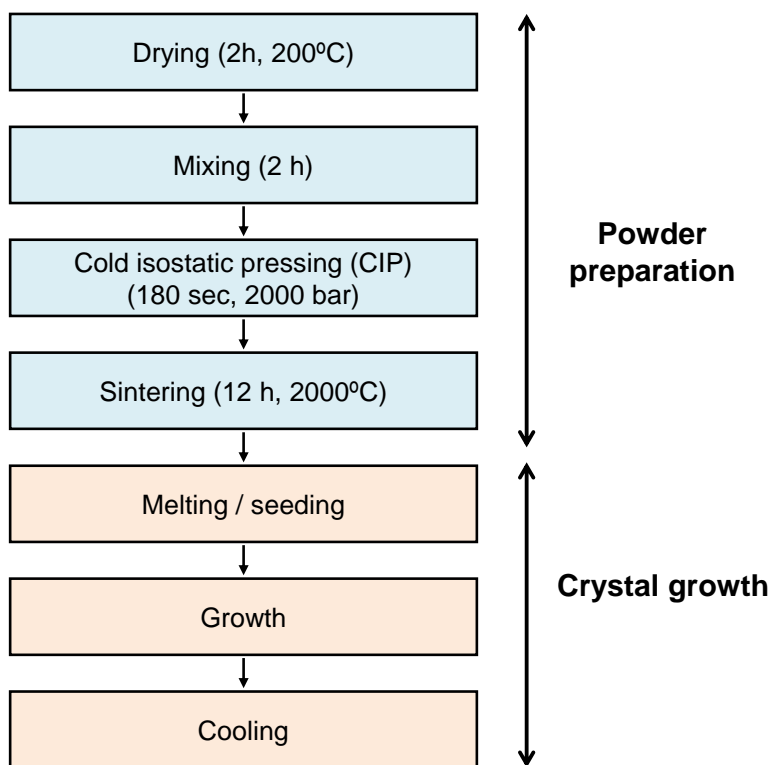 Drying (2h, 200ºC)
Mixing (2 h)
Cold isostatic pressing (CIP)
(180 sec, 2000 bar)
Sintering (12 h, 2000ºC)
Powder
preparation
Melting / seeding
Growth
Cooling
Crystal growth